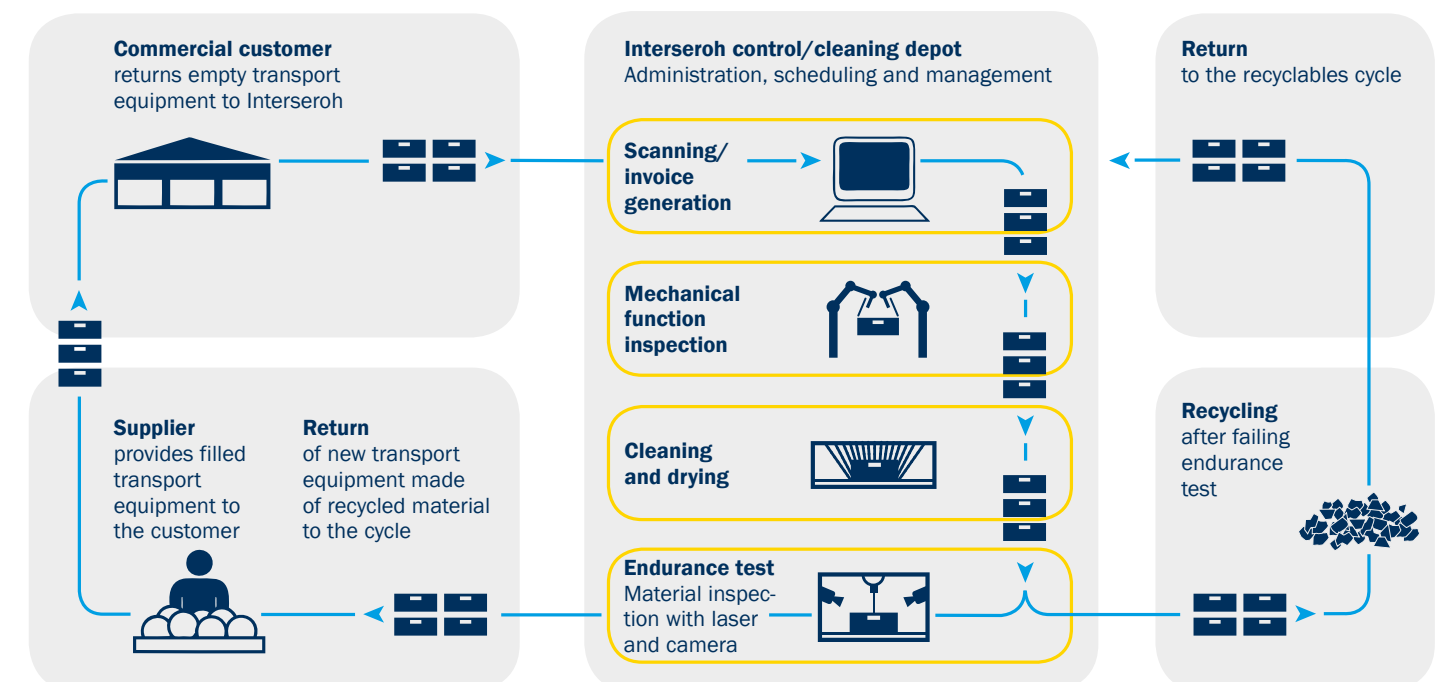 Commercial customer
returns empty transport
equipment to Interseroh
Interseroh control/cleaning depot
Administration, scheduling and management
Scanning/
invoice
generation
Mechanical
function
inspection
Cleaning
and drying
Endurance test
Material inspec-
tion with laser
and camera
Return
to the recyclables cycle
Recycling
after failing
endurance
test
Supplier
provides filled
transport
equipment to
the customer
Return
of new transport
equipment made
of recycled material
to the cycle